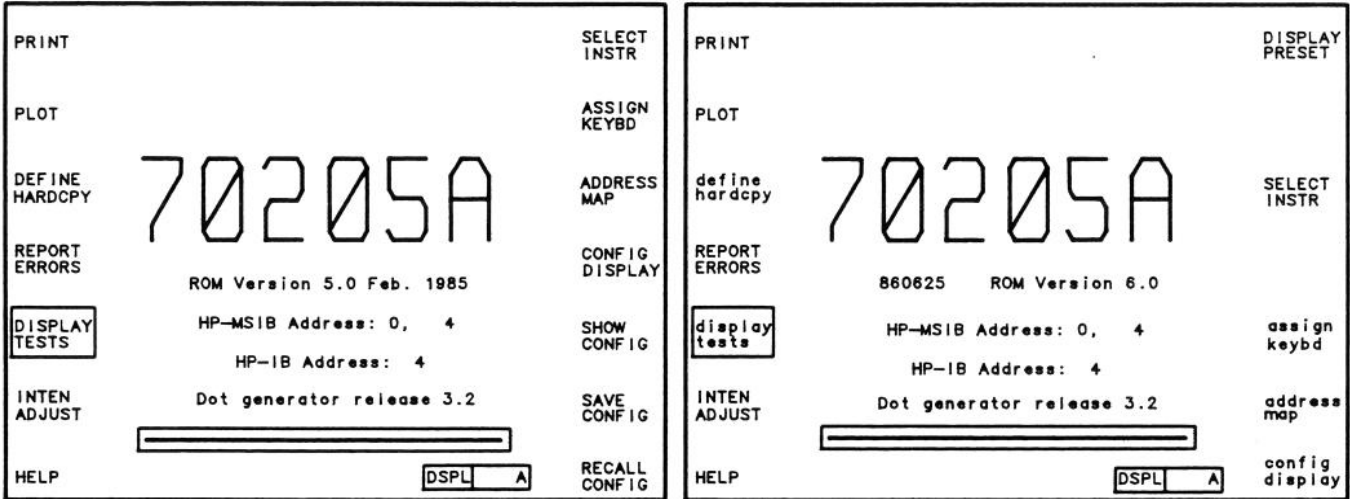 PRINT
PLOT
DEFINE
HARDCPY
REPORT
ERRORS
DISPLAY
TESTS
INTEN
ADJUST
HELP
70205A
ROM Version 5.0 Feb. 1985
HP-MSIB Address: 0, 4
HP-IB Address: 4
Dot generator release 3.2
DSPL A
SELECT
INSTR
ASSIGN
KEYBD
ADDRESS
MAP
CONFIG
DISPLAY
SHOW
CONFIG
SAVE
CONFIG
RECALL
CONFIG
PRINT
PLOT
define
hardcpy
REPORT
ERRORS
display
tests
INTEN
ADJUST
HELP
70205A
860625 ROM Version 6.0
HP-MSIB Address: 0, 4
HP-IB Address: 4
Dot generator release 3.2
DSPL A
DISPLAY
PRESET
SELECT
INSTR
assign
keybd
address
map
config
display